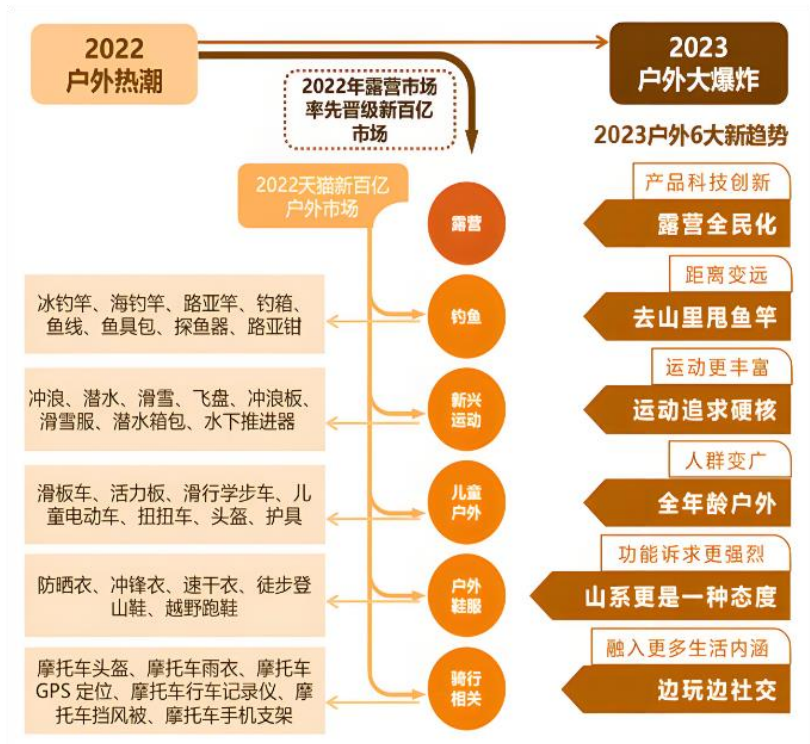 2022
户外热潮
2023
户外大爆炸
2022年露营市场
率先晋级新百亿
市场
2023户外6大新趋势
2022天猫新百亿
户外市场
露营
产品科技创新
露营全民化
冰钓竿、海钓竿、路亚竿、钓箱、
鱼线、鱼具包、探鱼器、路亚钳
钓鱼
距离变远
去山里甩鱼竿
冲浪、潜水、滑雪、飞盘、冲浪板、
滑雪服、潜水箱包、水下推进器
新兴
运动
运动更丰富
运动追求硬核
滑板车、活力板、滑行学步车、儿
童电动车、扭扭车、头盔、护具
儿童
户外
人群变广
全年龄户外
防晒衣、冲锋衣、速干衣、徒步登
山鞋、越野跑鞋
户外
鞋服
功能诉求更强烈
山系更是一种态度
摩托车头盔、摩托车雨衣、摩托车
GPS 定位、摩托车行车记录仪、摩
托车挡风被、摩托车手机支架
骑行
相关
融入更多生活内涵
边玩边社交